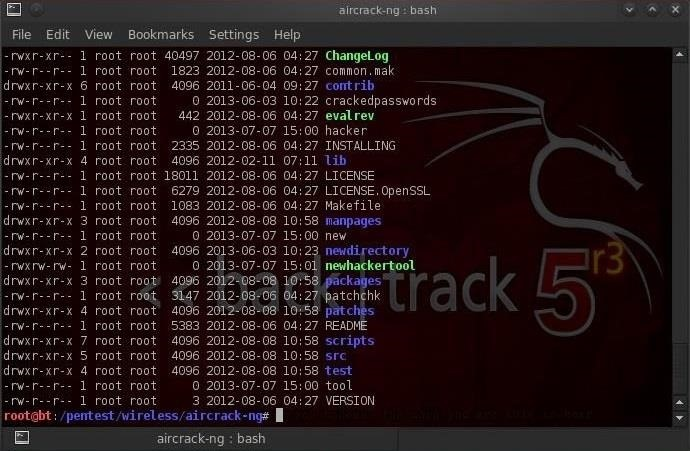 aircrack-ng : bash
File Edit View Bookmarks Settings Help
-rwxr-xr-- 1 root root 40497 2012-08-06 04:27 ChangeLog
-rw-r--r-- 1 root root 1823 2012-08-06 04:27 common.mak
drwxr-xr-x 6 root root 4096 2011-06-04 09:27 contrib
-rw-r--r-- 1 root root 0 2013-06-03 10:22 crackedpasswords
-rwxr-xr-x 1 root root 442 2012-08-06 04:27 evalrev
-rw-r--r-- 1 root root 0 2013-07-07 15:00 hacker
-rw-r--r-- 1 root root 2335 2012-08-06 04:27 INSTALLING
drwxr-xr-x 4 root root 4096 2012-02-11 07:11 lib
-rw-r--r-- 1 root root 18011 2012-08-06 04:27 LICENSE
-rw-r--r-- 1 root root 6279 2012-08-06 04:27 LICENSE.OpenSSL
-rw-r--r-- 1 root root 1083 2012-08-06 04:27 Makefile
drwxr-xr-x 3 root root 4096 2012-08-08 10:58 manpages
-rw-r--r-- 1 root root 0 2013-07-07 15:00 new
drwxr-xr-x 2 root root 4096 2013-06-03 10:23 newdirectory
-rwxrw-rw- 1 root root 0 2013-07-07 15:16 newhackertool
drwxr-xr-x 3 root root 4096 2012-08-08 10:58 packages
-rw-r--r-- 1 root root 3147 2012-08-06 04:27 patchchk
drwxr-xr-x 4 root root 4096 2012-08-08 10:58 patches
-rw-r--r-- 1 root root 5383 2012-08-06 04:27 README
drwxr-xr-x 7 root root 4096 2012-08-08 10:58 scripts
drwxr-xr-x 5 root root 4096 2012-08-08 10:58 src
drwxr-xr-x 4 root root 4096 2012-08-08 10:58 test
-rw-r--r-- 1 root root 0 2013-07-07 15:00 tool
-rw-r--r-- 1 root root 3 2012-08-06 04:27 VERSION
root@bt:/pentest/wireless/aircrack-ng#
<< back | track 5 r3
aircrack-ng : bash